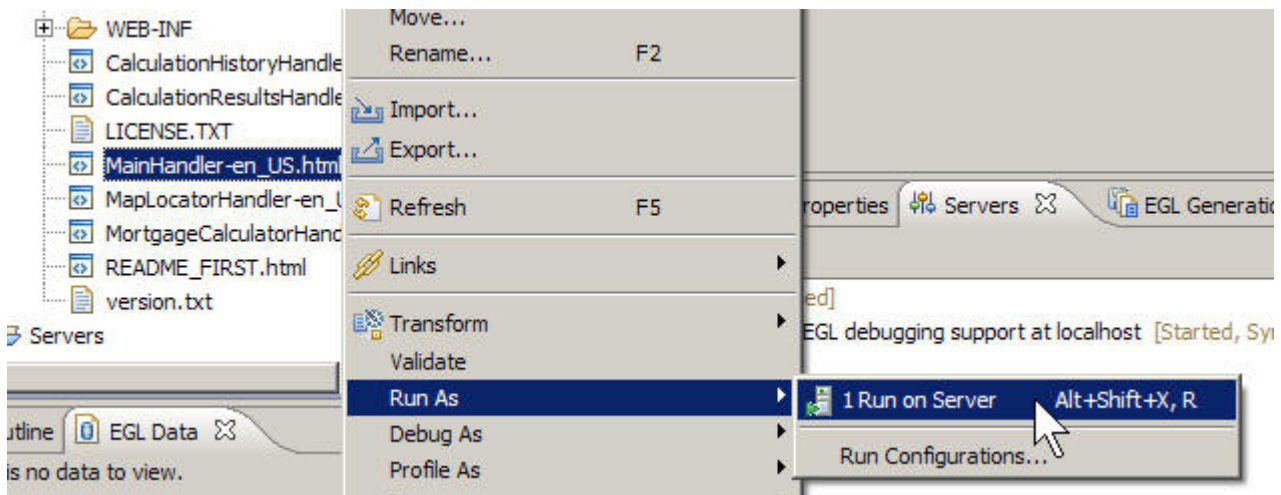 WEB-INF
CalculationHistoryHandle
CalculationResultsHandle
LICENSE.TXT
MainHandler-en_US.html
MapLocatorHandler-en_U
MortgageCalculatorHand
README_FIRST.html
version.txt
Servers
utline
EGL Data
is no data to view.
Move...
Rename... F2
Import...
Export...
Refresh F5
Links
Transform
Validate
Run As
Debug As
Profile As
roperties
Servers
EGL Generatio
ed]
EGL debugging support at localhost [Started, Syn
1 Run on Server Alt+Shift+X, R
Run Configurations...